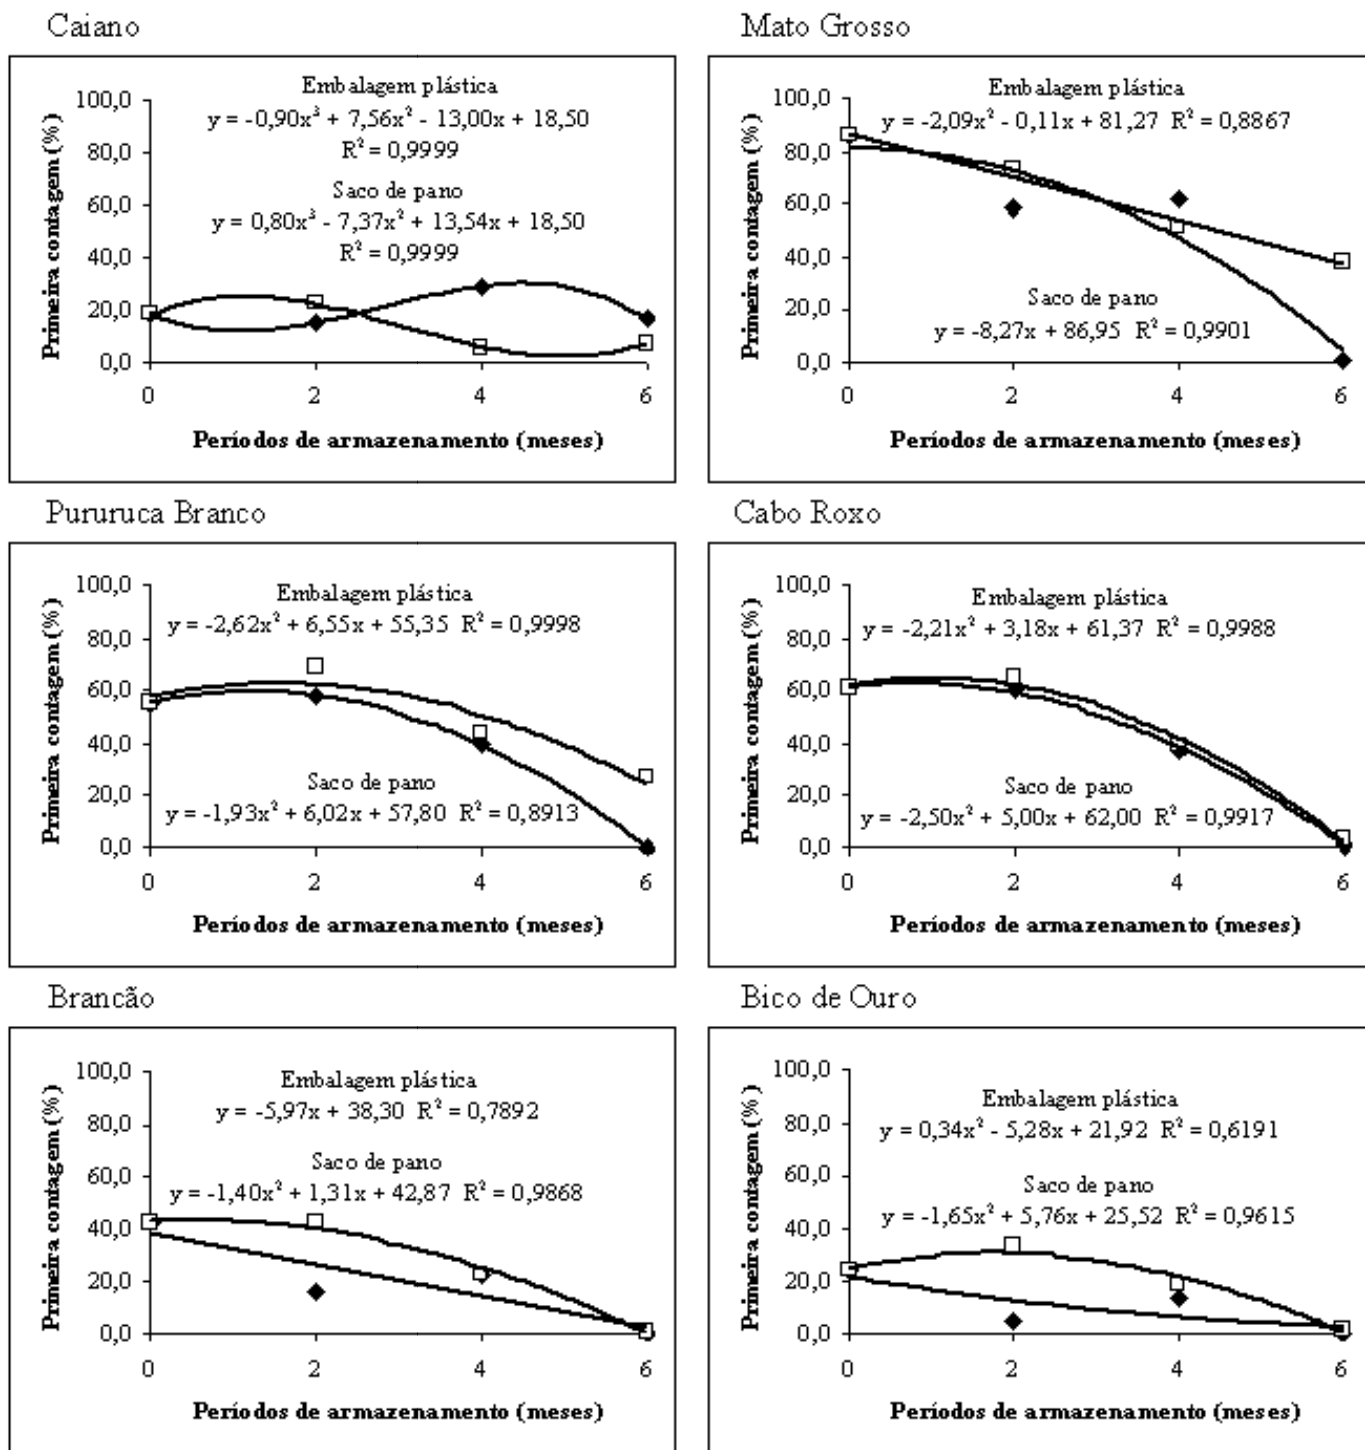 Caiano
Embalagem plástica
y = -0,90x³ + 7,56x² - 13,00x + 18,50
R² = 0,9999
Saco de pano
y = 0,80x³ - 7,37x² + 13,54x + 18,50
R² = 0,9999
Primeira contagem (%)
100,0
80,0
60,0
40,0
20,0
0,0
0 2 4 6
Períodos de armazenamento (meses)
Mato Grosso
Embalagem plástica
y = -2,09x² - 0,11x + 81,27 R² = 0,8867
Saco de pano
y = -8,27x + 86,95 R² = 0,9901
Primeira contagem (%)
100,0
80,0
60,0
40,0
20,0
0,0
0 2 4 6
Períodos de armazenamento (meses)
Pururuca Branco
Embalagem plástica
y = -2,62x² + 6,55x + 55,35 R² = 0,9998
Saco de pano
y = -1,93x² + 6,02x + 57,80 R² = 0,8913
Primeira contagem (%)
100,0
80,0
60,0
40,0
20,0
0,0
0 2 4 6
Períodos de armazenamento (meses)
Cabo Roxo
Embalagem plástica
y = -2,21x² + 3,18x + 61,37 R² = 0,9988
Saco de pano
y = -2,50x² + 5,00x + 62,00 R² = 0,9917
Primeira contagem (%)
100,0
80,0
60,0
40,0
20,0
0,0
0 2 4 6
Períodos de armazenamento (meses)
Brancão
Embalagem plástica
y = -5,97x + 38,30 R² = 0,7892
Saco de pano
y = -1,40x² + 1,31x + 42,87 R² = 0,9868
Primeira contagem (%)
100,0
80,0
60,0
40,0
20,0
0,0
0 2 4 6
Períodos de armazenamento (meses)
Bico de Ouro
Embalagem plástica
y = 0,34x² - 5,28x + 21,92 R² = 0,6191
Saco de pano
y = -1,65x² + 5,76x + 25,52 R² = 0,9615
Primeira contagem (%)
100,0
80,0
60,0
40,0
20,0
0,0
0 2 4 6
Períodos de armazenamento (meses)